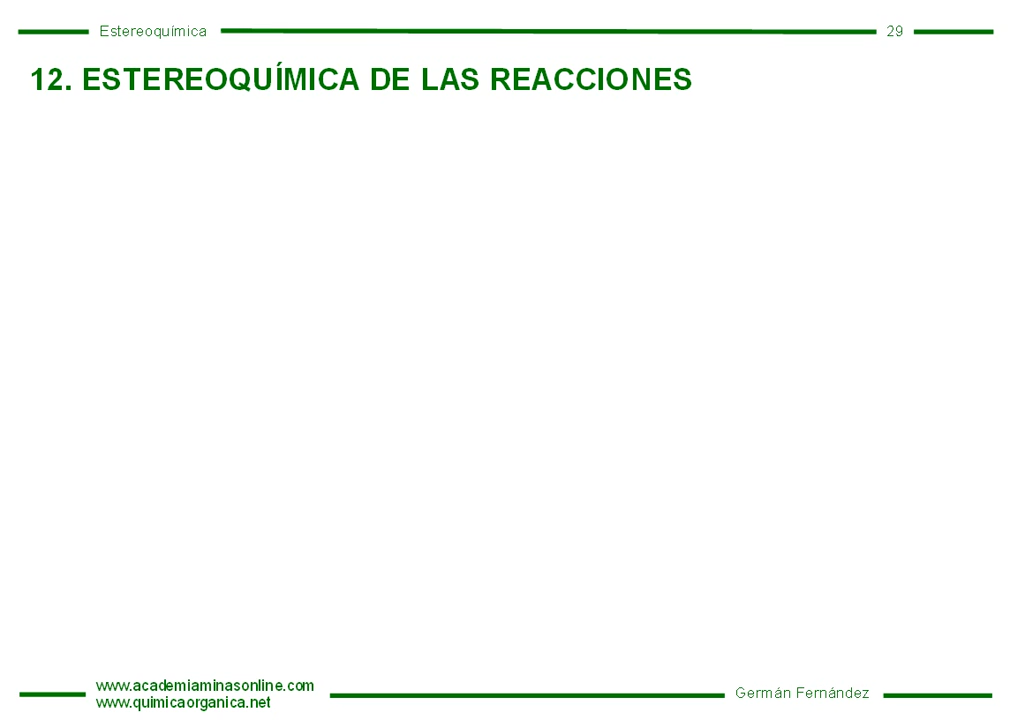 Estereoquímica 29
12. ESTEREOQUÍMICA DE LAS REACCIONES
www.academiaminasonline.com
www.quimicaorganica.net
Germán Fernández